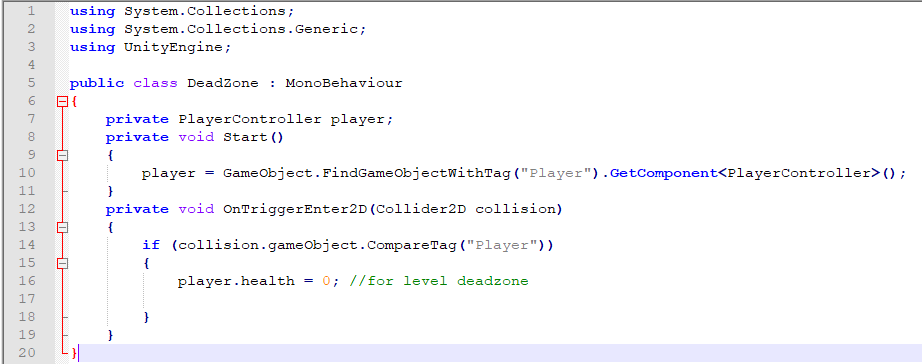 1 using System.Collections;
2 using System.Collections.Generic;
3 using UnityEngine;
4
5 public class DeadZone : MonoBehaviour
6 {
7 private PlayerController player;
8 private void Start()
9 {
10 player = GameObject.FindGameObjectWithTag("Player").GetComponent<PlayerController>();
11 }
12 private void OnTriggerEnter2D(Collider2D collision)
13 {
14 if (collision.gameObject.CompareTag("Player"))
15 {
16 player.health = 0; //for level deadzone
17
18 }
19 }
20 }